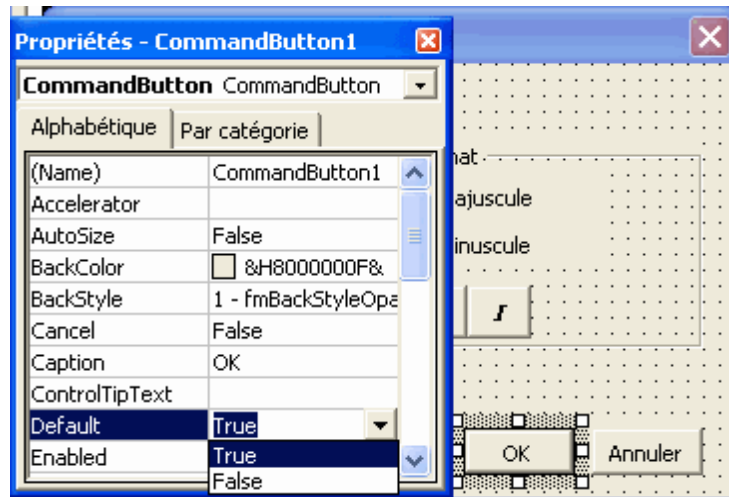 Propriétés - CommandButton1
CommandButton CommandButton
Alphabétique Par catégorie
(Name) CommandButton1
Accelerator
AutoSize False
BackColor &H8000000F&
BackStyle 1 - fmBackStyleOpa
Cancel False
Caption OK
ControlTipText
Default True
Enabled True
False
nat
ajuscule
inuscule
I
OK Annuler